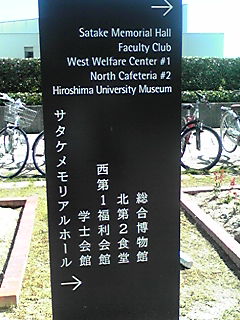 Satake Memorial Hall
Faculty Club
West Welfare Center #1
North Cafeteria #2
Hiroshima University Museum
総合博物館
北第2食堂
西第1福利会館
学士会館
サタケメモリアルホール